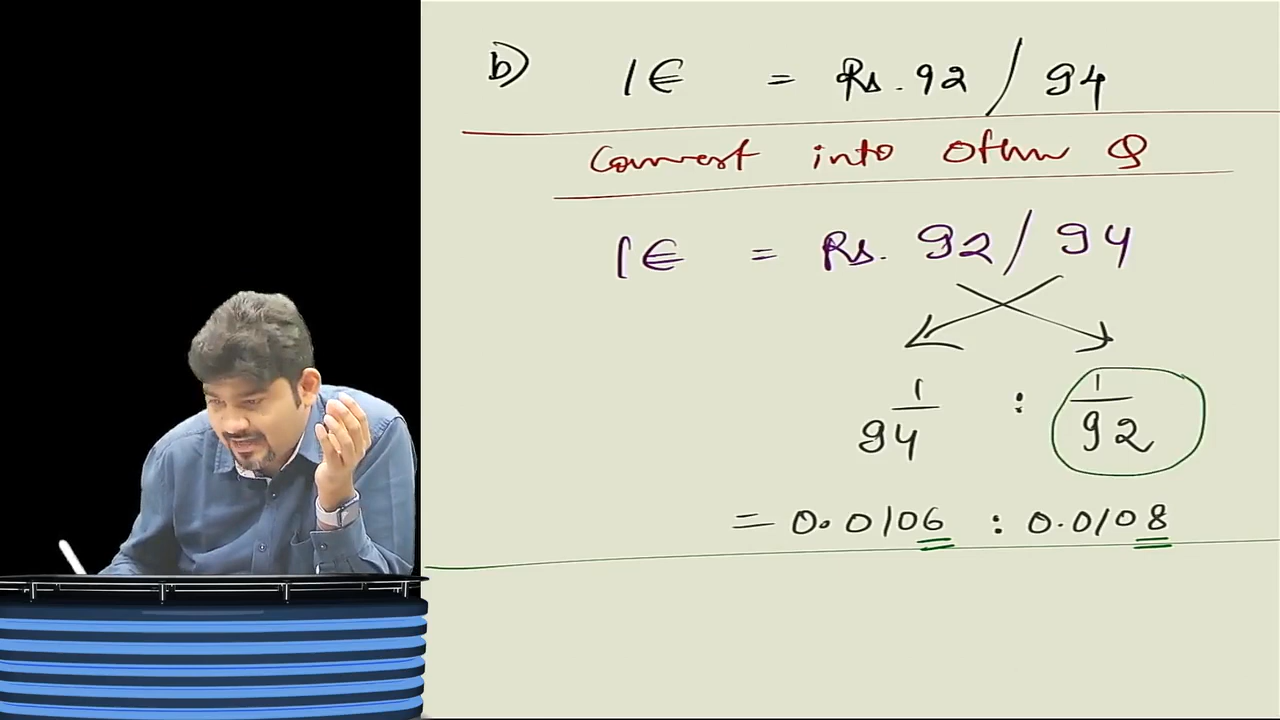 b) 1€ = Rs. 92 / 94
Convert into other Q
1€ = Rs. 92 / 94
1/94 : 1/92
= 0.0106 : 0.0108